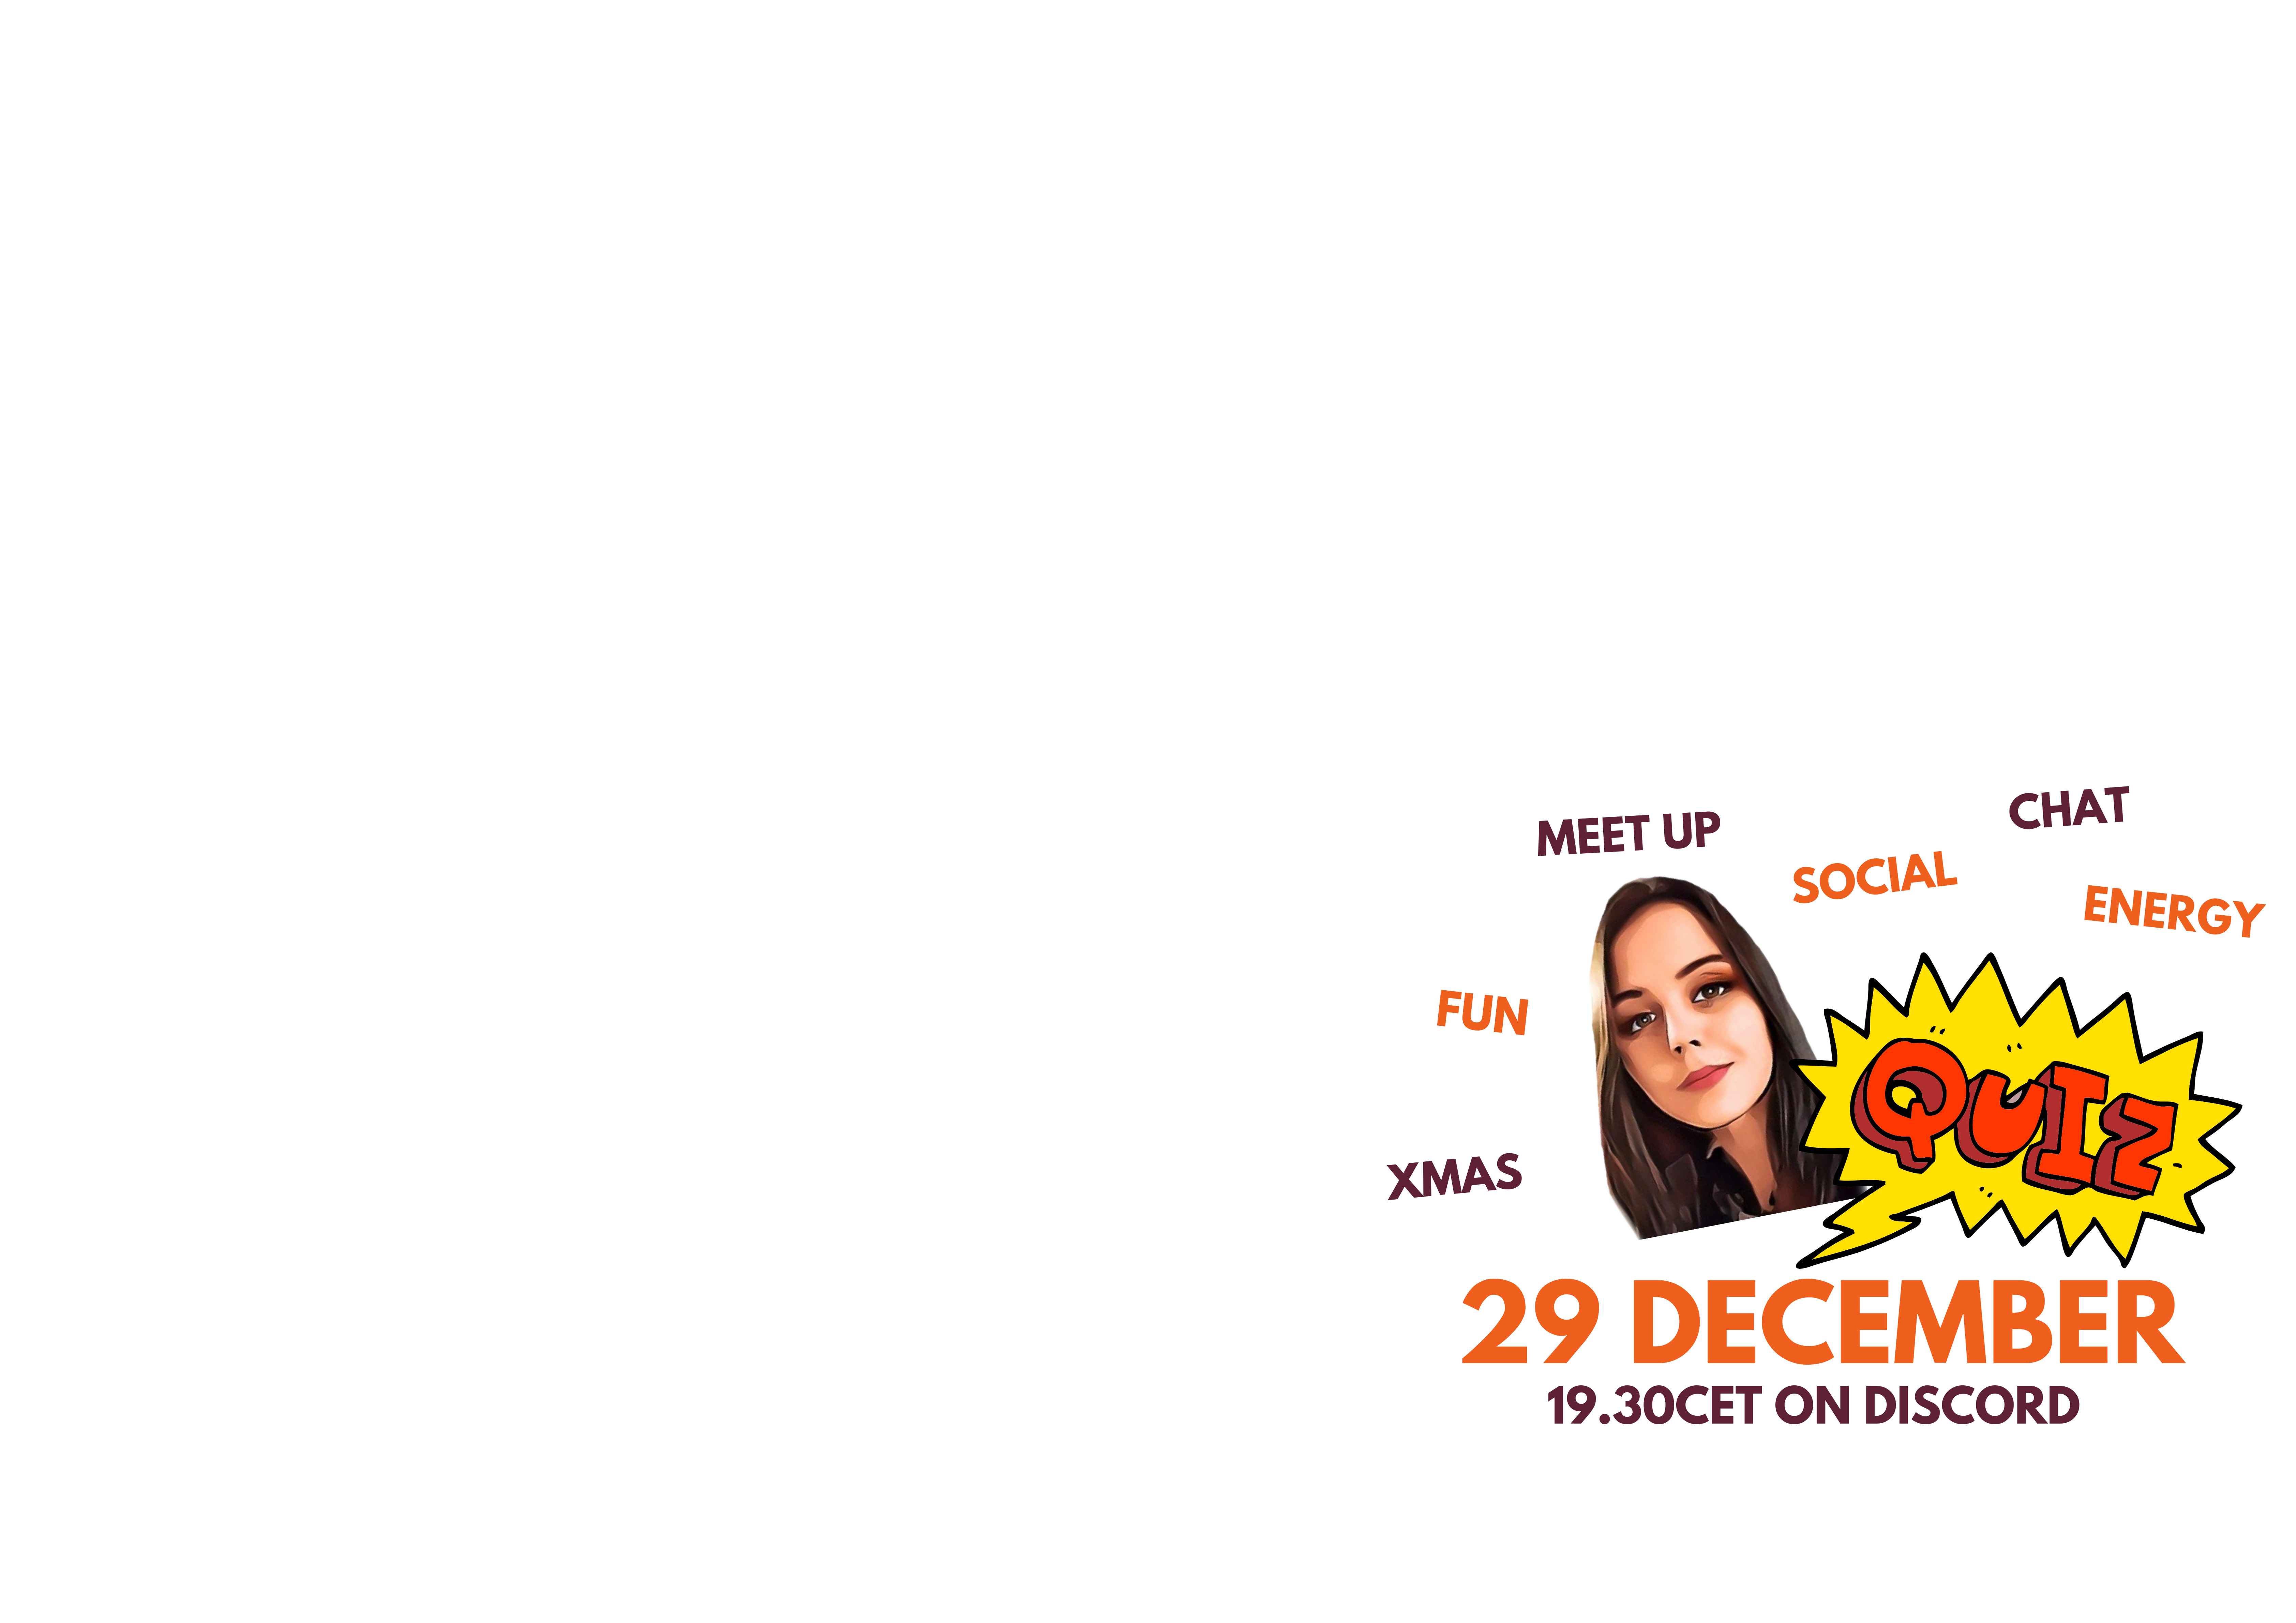 CHAT
MEET UP
SOCIAL
ENERGY
FUN
QUIZ
XMAS
29 DECEMBER
19.30CET ON DISCORD